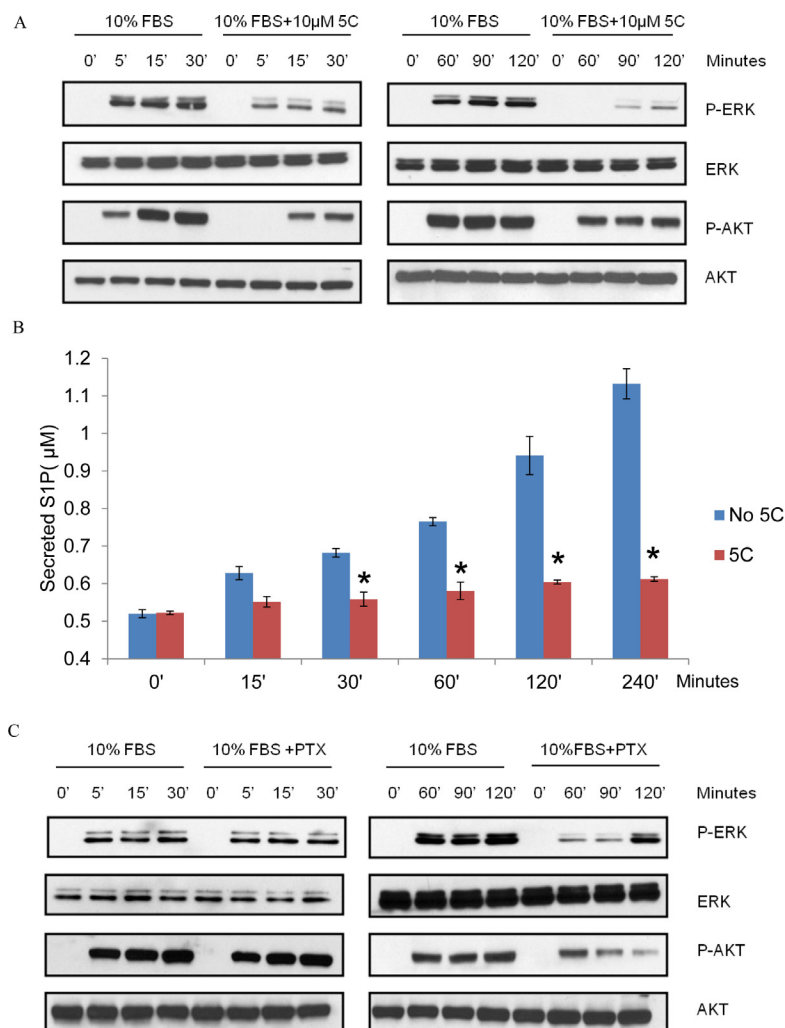 A
10% FBS 10% FBS+10µM 5C 10% FBS 10% FBS+10µM 5C
0' 5' 15' 30' 0' 5' 15' 30' 0' 60' 90' 120' 0' 60' 90' 120' Minutes
P-ERK
ERK
P-AKT
AKT
B
1.2
1.1
1
0.9
0.8
0.7
0.6
0.5
0.4
Secreted S1P( µM)
* * * *
No 5C
5C
0' 15' 30' 60' 120' 240' Minutes
C
10% FBS 10% FBS +PTX 10% FBS 10%FBS+PTX
0' 5' 15' 30' 0' 5' 15' 30' 0' 60' 90' 120' 0' 60' 90' 120' Minutes
P-ERK
ERK
P-AKT
AKT